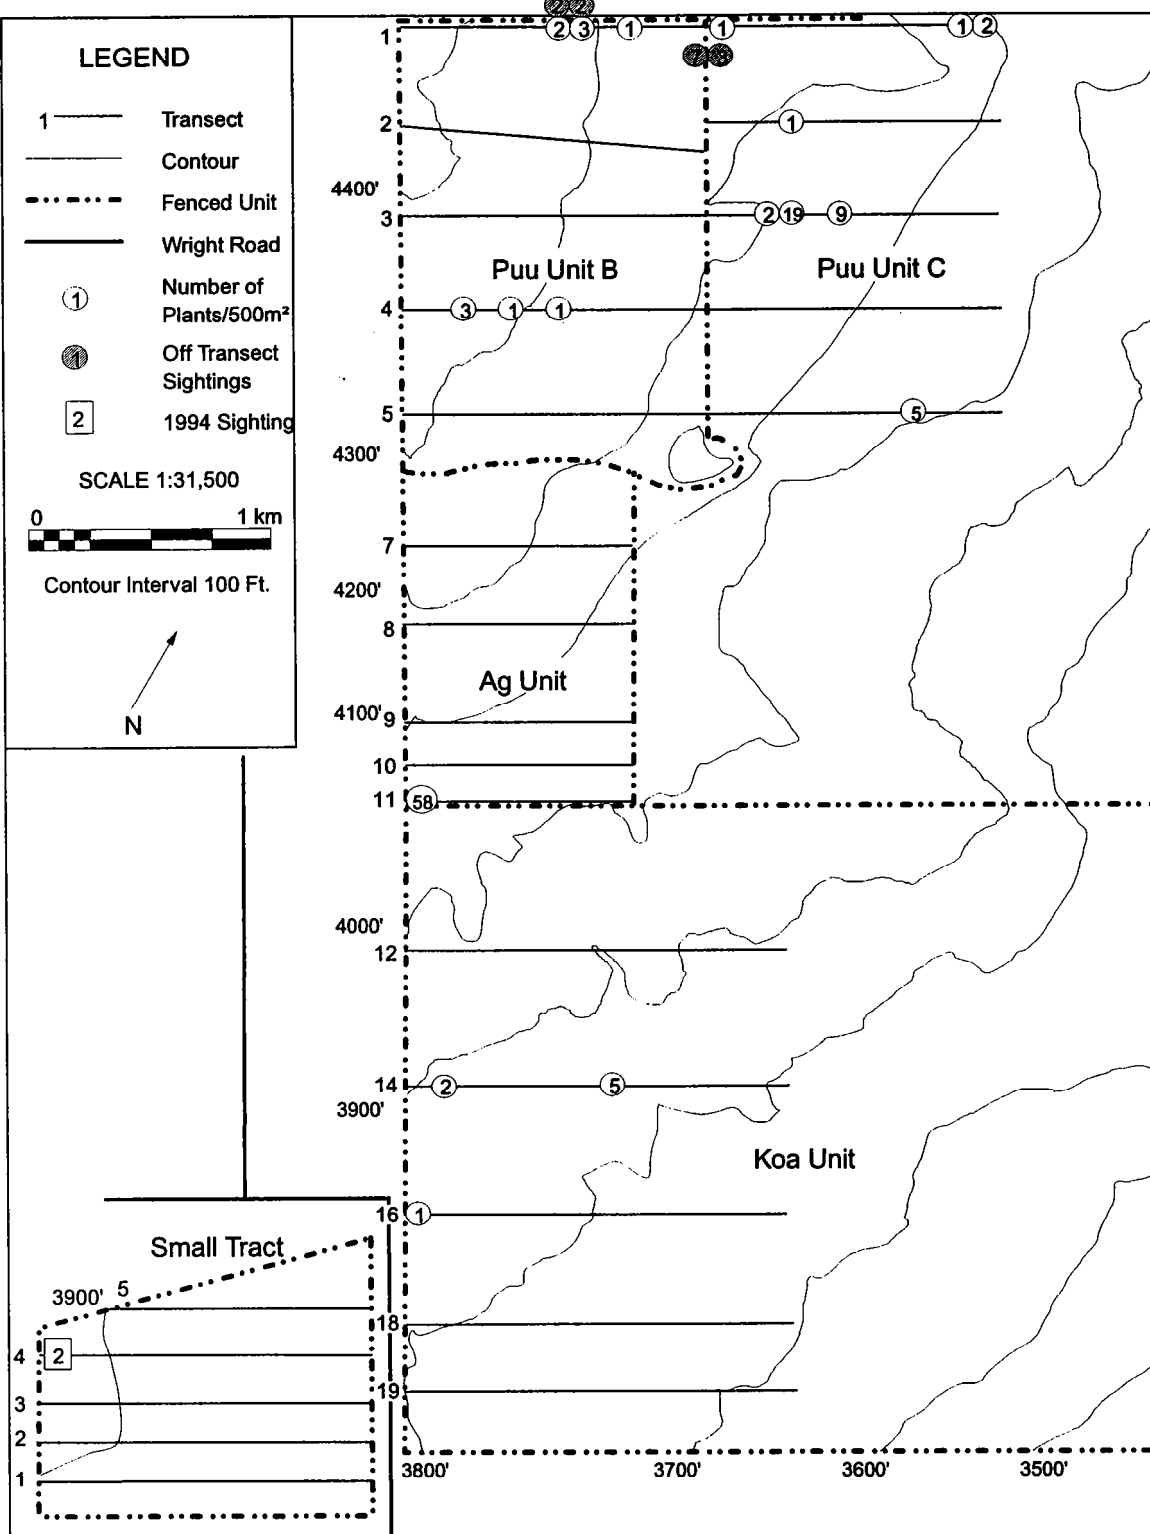 LEGEND
1 Transect
Contour
Fenced Unit
Wright Road
1 Number of
Plants/500m²
1 Off Transect
Sightings
2 1994 Sighting
SCALE 1:31,500
0 1 km
Contour Interval 100 Ft.
N
2 2
1 2 3 1 1 1 2
7
2 1
4400'
3 2 19 9
Puu Unit B Puu Unit C
4 3 1 1
5 5
4300'
7
4200'
8
Ag Unit
4100' 9
10
11 58
4000'
12
14 2 5
3900'
Koa Unit
16 1
Small Tract
5
3900'
18
4 2
19
3
2
1
3800' 3700' 3600' 3500'